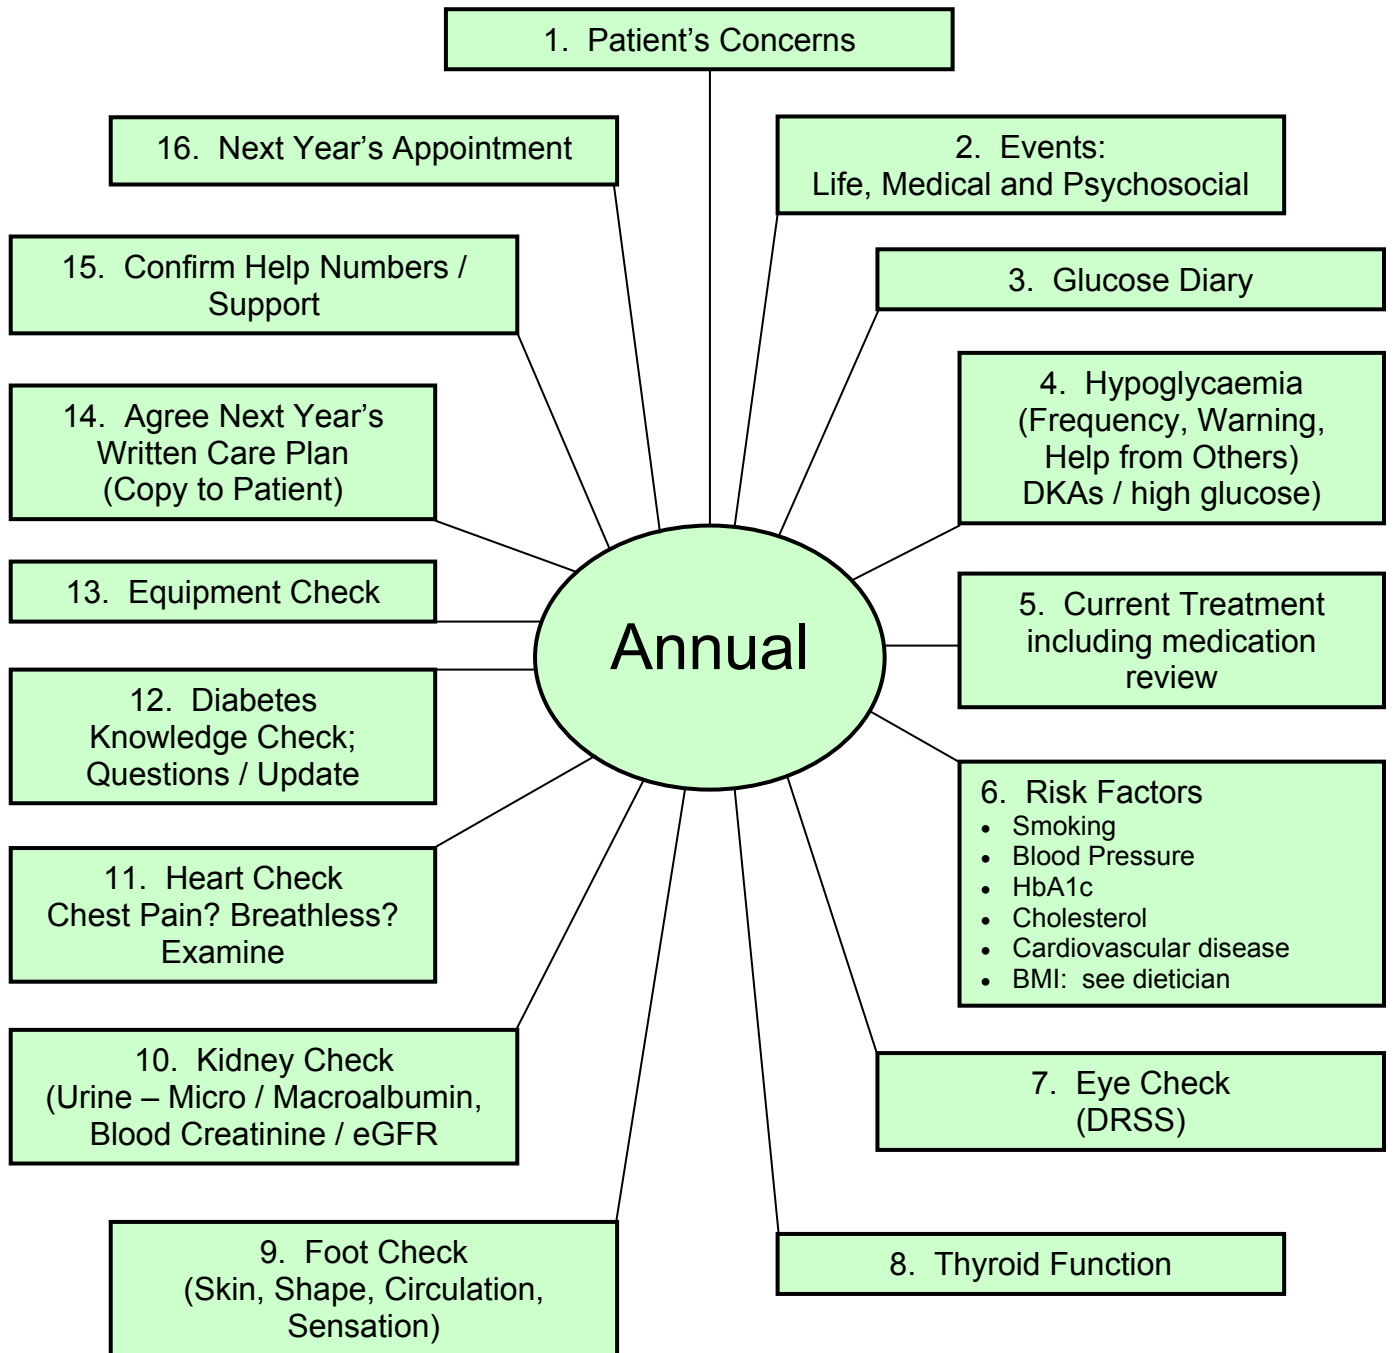 1. Patient’s Concerns
2. Events:
Life, Medical and Psychosocial
3. Glucose Diary
4. Hypoglycaemia
(Frequency, Warning,
Help from Others)
DKAs / high glucose)
5. Current Treatment
including medication
review
6. Risk Factors
• Smoking
• Blood Pressure
• HbA1c
• Cholesterol
• Cardiovascular disease
• BMI: see dietician
7. Eye Check
(DRSS)
8. Thyroid Function
9. Foot Check
(Skin, Shape, Circulation,
Sensation)
10. Kidney Check
(Urine – Micro / Macroalbumin,
Blood Creatinine / eGFR
11. Heart Check
Chest Pain? Breathless?
Examine
12. Diabetes
Knowledge Check;
Questions / Update
13. Equipment Check
14. Agree Next Year’s
Written Care Plan
(Copy to Patient)
15. Confirm Help Numbers /
Support
16. Next Year’s Appointment
Annual